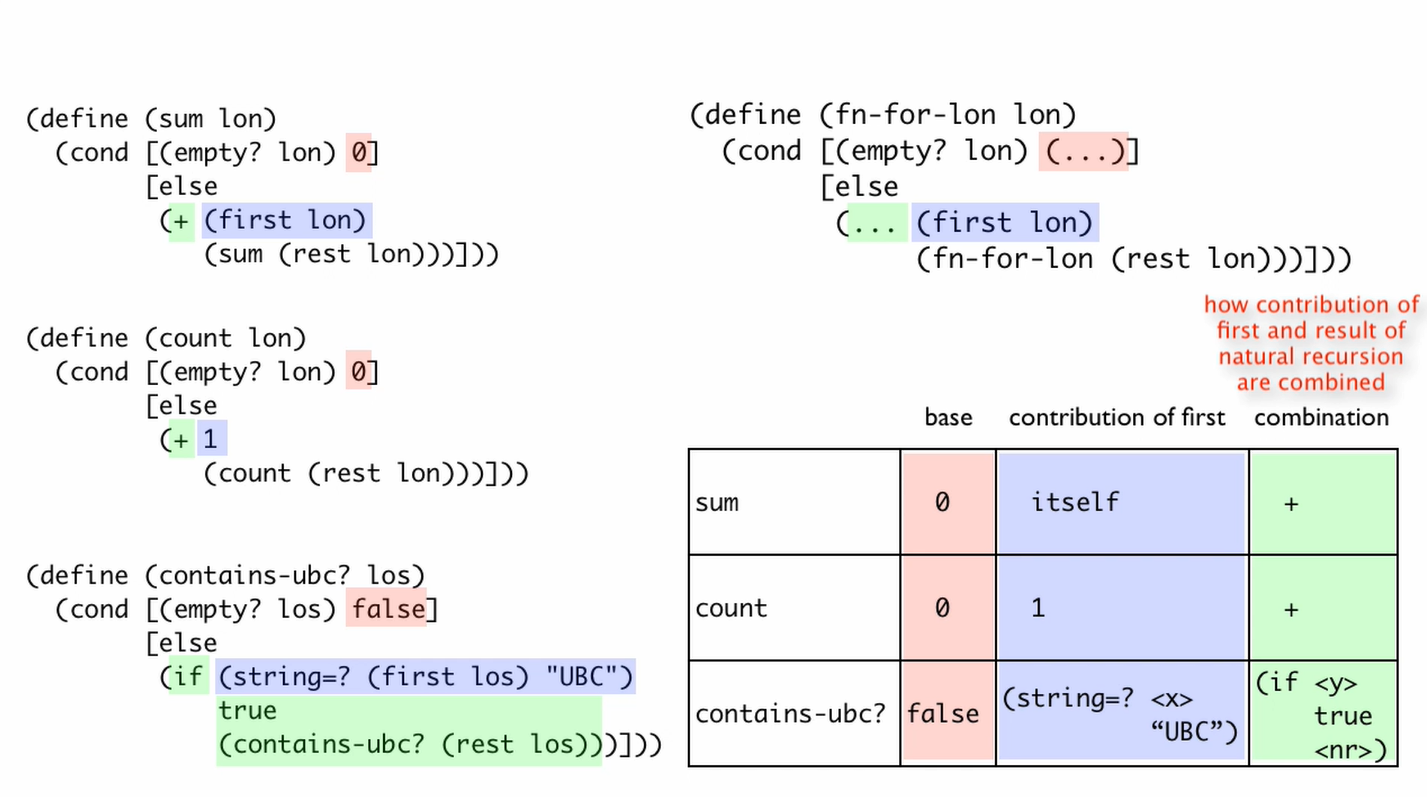 (define (sum lon)
  (cond [(empty? lon) 0]
        [else
         (+ (first lon)
            (sum (rest lon)))]))
(define (count lon)
  (cond [(empty? lon) 0]
        [else
         (+ 1
            (count (rest lon)))]))
(define (contains-ubc? los)
  (cond [(empty? los) false]
        [else
         (if (string=? (first los) "UBC")
             true
             (contains-ubc? (rest los)))]))
(define (fn-for-lon lon)
  (cond [(empty? lon) (...)]
        [else
         (... (first lon)
              (fn-for-lon (rest lon)))]))
how contribution of
first and result of
natural recursion
are combined
base contribution of first combination
sum 0 itself +
count 0 1 +
contains-ubc? false (string=? <x> “UBC”) (if <y> true <nr>)